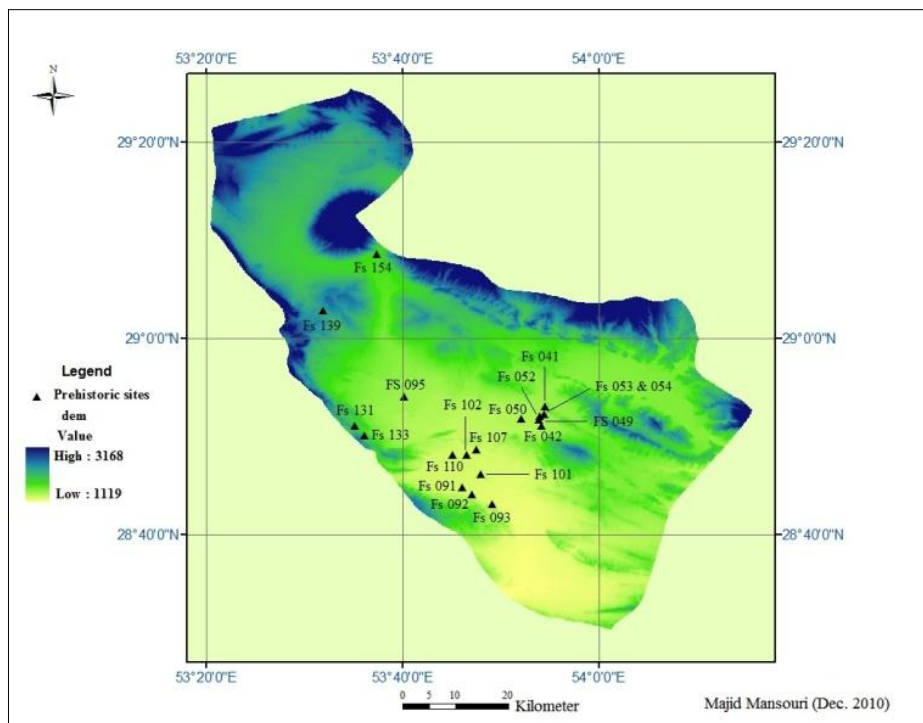 53°20'0"E 53°40'0"E 54°0'0"E
N
29°20'0"N 29°20'0"N
Fs 154
29°0'0"N 29°0'0"N
Fs 139
Fs 041
Legend
Prehistoric sites
dem
Value
High : 3168
Low : 1119
Fs 052
Fs 053 & 054
FS 095
Fs 102
Fs 050
FS 049
Fs 131
Fs 042
Fs 133
Fs 107
Fs 110
Fs 101
Fs 091
Fs 092
Fs 093
28°40'0"N 28°40'0"N
53°20'0"E 53°40'0"E 54°0'0"E
0 5 10 20
Kilometer
Majid Mansouri (Dec. 2010)